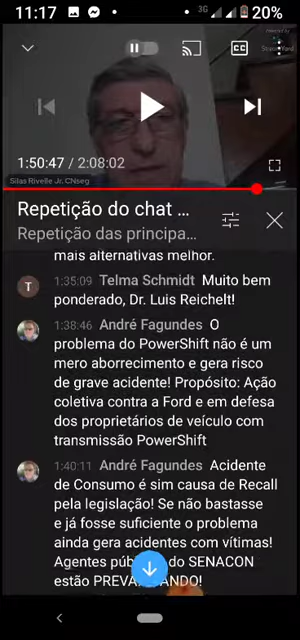 11:17
3G
20%
CC
StreamYard
1:50:47 / 2:08:02
Silas Rivelle Jr. CNseg
Repetição do chat ...
Repetição das principa...
mais alternativas melhor.
T
1:35:09 Telma Schmidt Muito bem
ponderado, Dr. Luis Reichelt!
1:38:46 André Fagundes O
problema do PowerShift não é um
mero aborrecimento e gera risco
de grave acidente! Propósito: Ação
coletiva contra a Ford e em defesa
dos proprietários de veículo com
transmissão PowerShift
1:40:11 André Fagundes Acidente
de Consumo é sim causa de Recall
pela legislação! Se não bastasse
e já fosse suficiente o problema
ainda gera acidentes com vítimas!
Agentes púb do SENACON
estão PREVA ANDO!